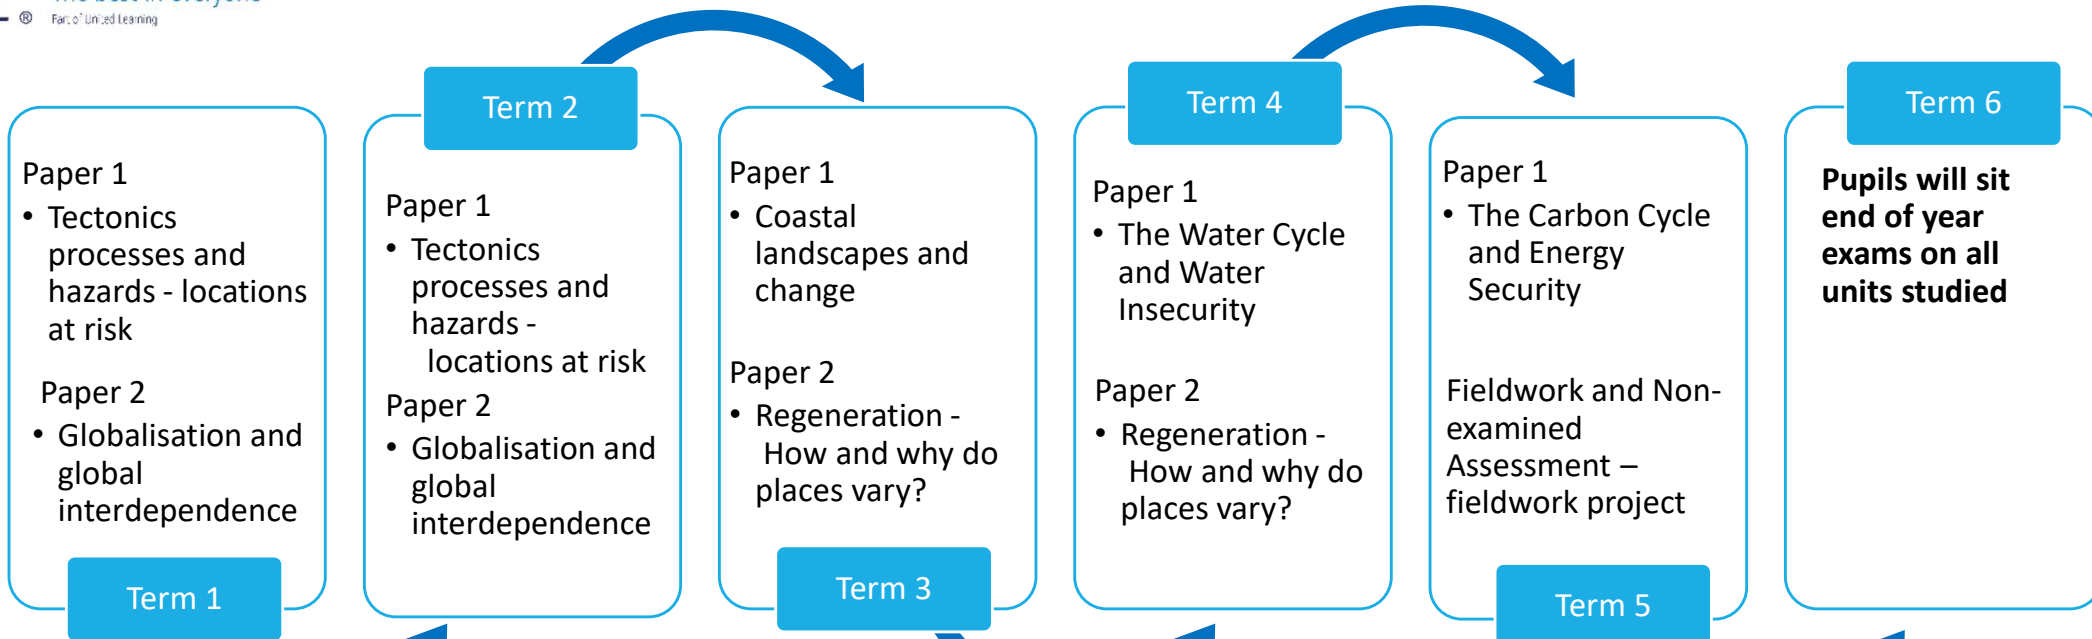 The best in everyone
® Part of United Learning
Term 1
Paper 1
• Tectonics
processes and
hazards - locations
at risk
Paper 2
• Globalisation and
global
interdependence
Term 2
Paper 1
• Tectonics
processes and
hazards -
locations at risk
Paper 2
• Globalisation and
global
interdependence
Term 3
Paper 1
• Coastal
landscapes and
change
Paper 2
• Regeneration -
How and why do
places vary?
Term 4
Paper 1
• The Water Cycle
and Water
Insecurity
Paper 2
• Regeneration -
How and why do
places vary?
Term 5
Paper 1
• The Carbon Cycle
and Energy
Security
Fieldwork and Non-
examined
Assessment –
fieldwork project
Term 6
Pupils will sit
end of year
exams on all
units studied